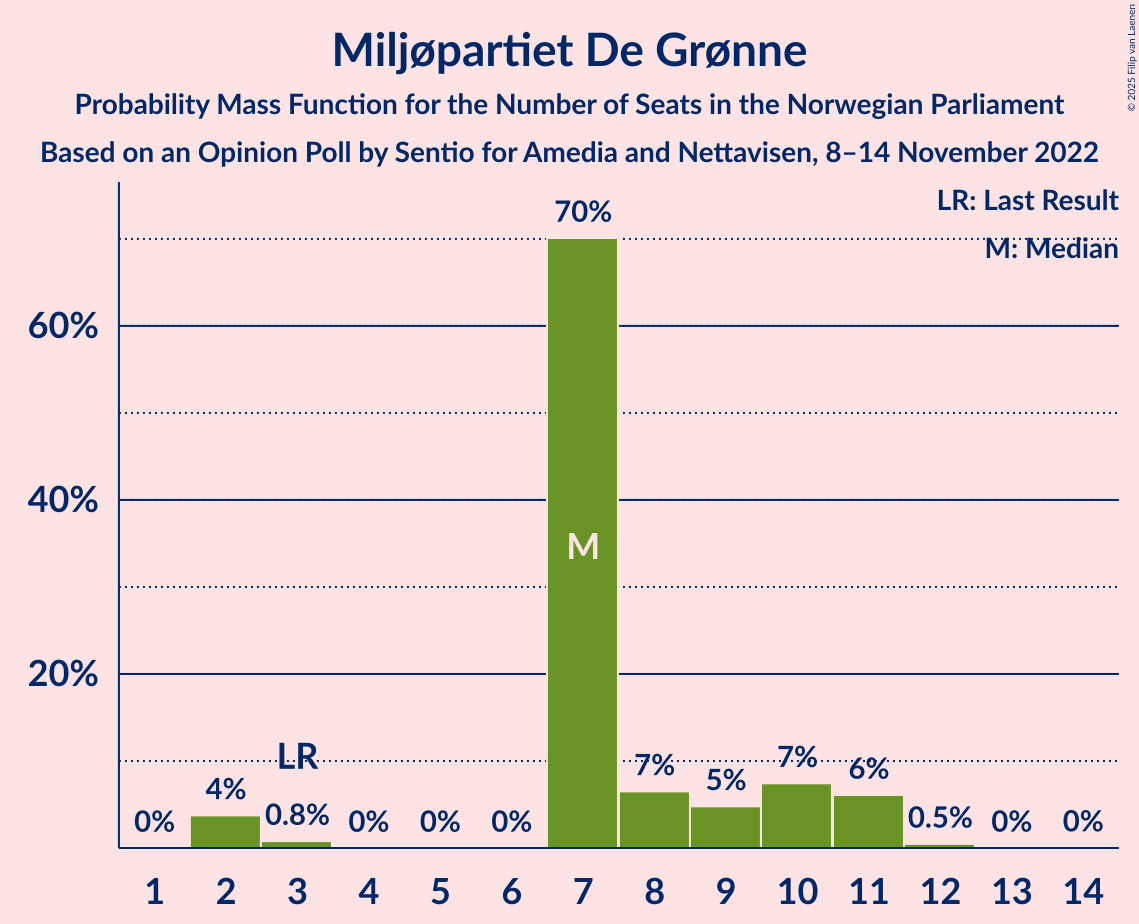 Miljøpartiet De Grønne
Probability Mass Function for the Number of Seats in the Norwegian Parliament
Based on an Opinion Poll by Sentio for Amedia and Nettavisen, 8–14 November 2022
© 2025 Filip van Laenen
LR: Last Result
M: Median
60%
40%
20%
0%
4%
LR
0.8%
0%
0%
0%
70%
M
7%
5%
7%
6%
0.5%
0%
0%
1 2 3 4 5 6 7 8 9 10 11 12 13 14